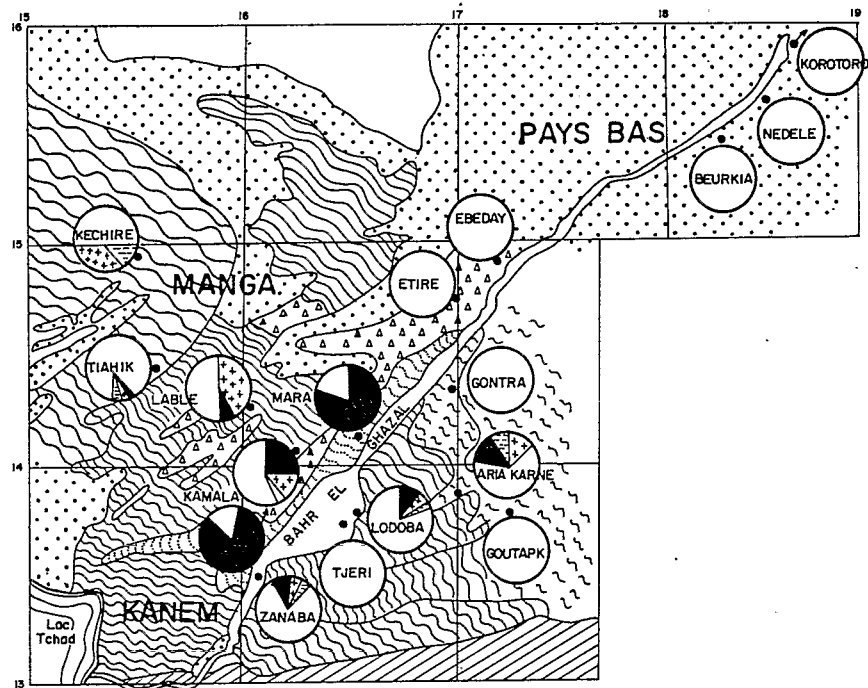 15 16 17 18 19
16
KOROTORO
PAYS BAS
NEDELE
BEURKIA
EBEDAY
15
KECHIRE
ETIRE
MANGA
TIAHIK
LABLE
MARA
GONTRA
GHAZAL
14
ARIA KARNE
KAMALA
BAHR EL
LODOBA
GOUTAPK
TJERI
KANEM
ZANABA
Lac
Tchad
13